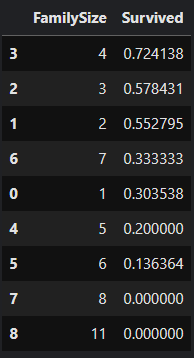 FamilySize Survived
3 4 0.724138
2 3 0.578431
1 2 0.552795
6 7 0.333333
0 1 0.303538
4 5 0.200000
5 6 0.136364
7 8 0.000000
8 11 0.000000